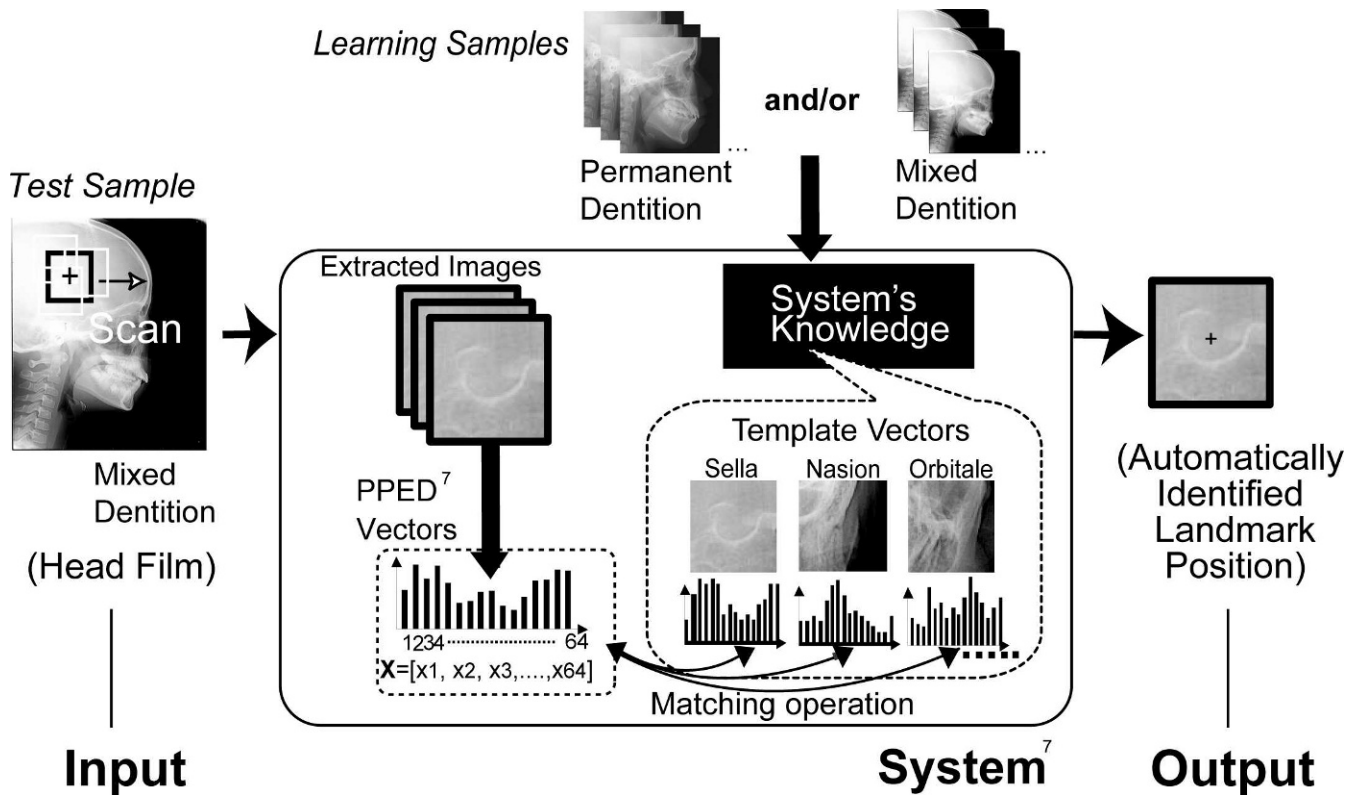 Learning Samples
and/or
...
...
Permanent
Dentition
Mixed
Dentition
Test Sample
+
Scan
Mixed
Dentition
(Head Film)
Input
Extracted Images
PPED7
Vectors
1234 64
X=[x1, x2, x3,....,x64]
System's
Knowledge
Template Vectors
Sella
Nasion
Orbitale
Matching operation
System7
+
(Automatically
Identified
Landmark
Position)
Output